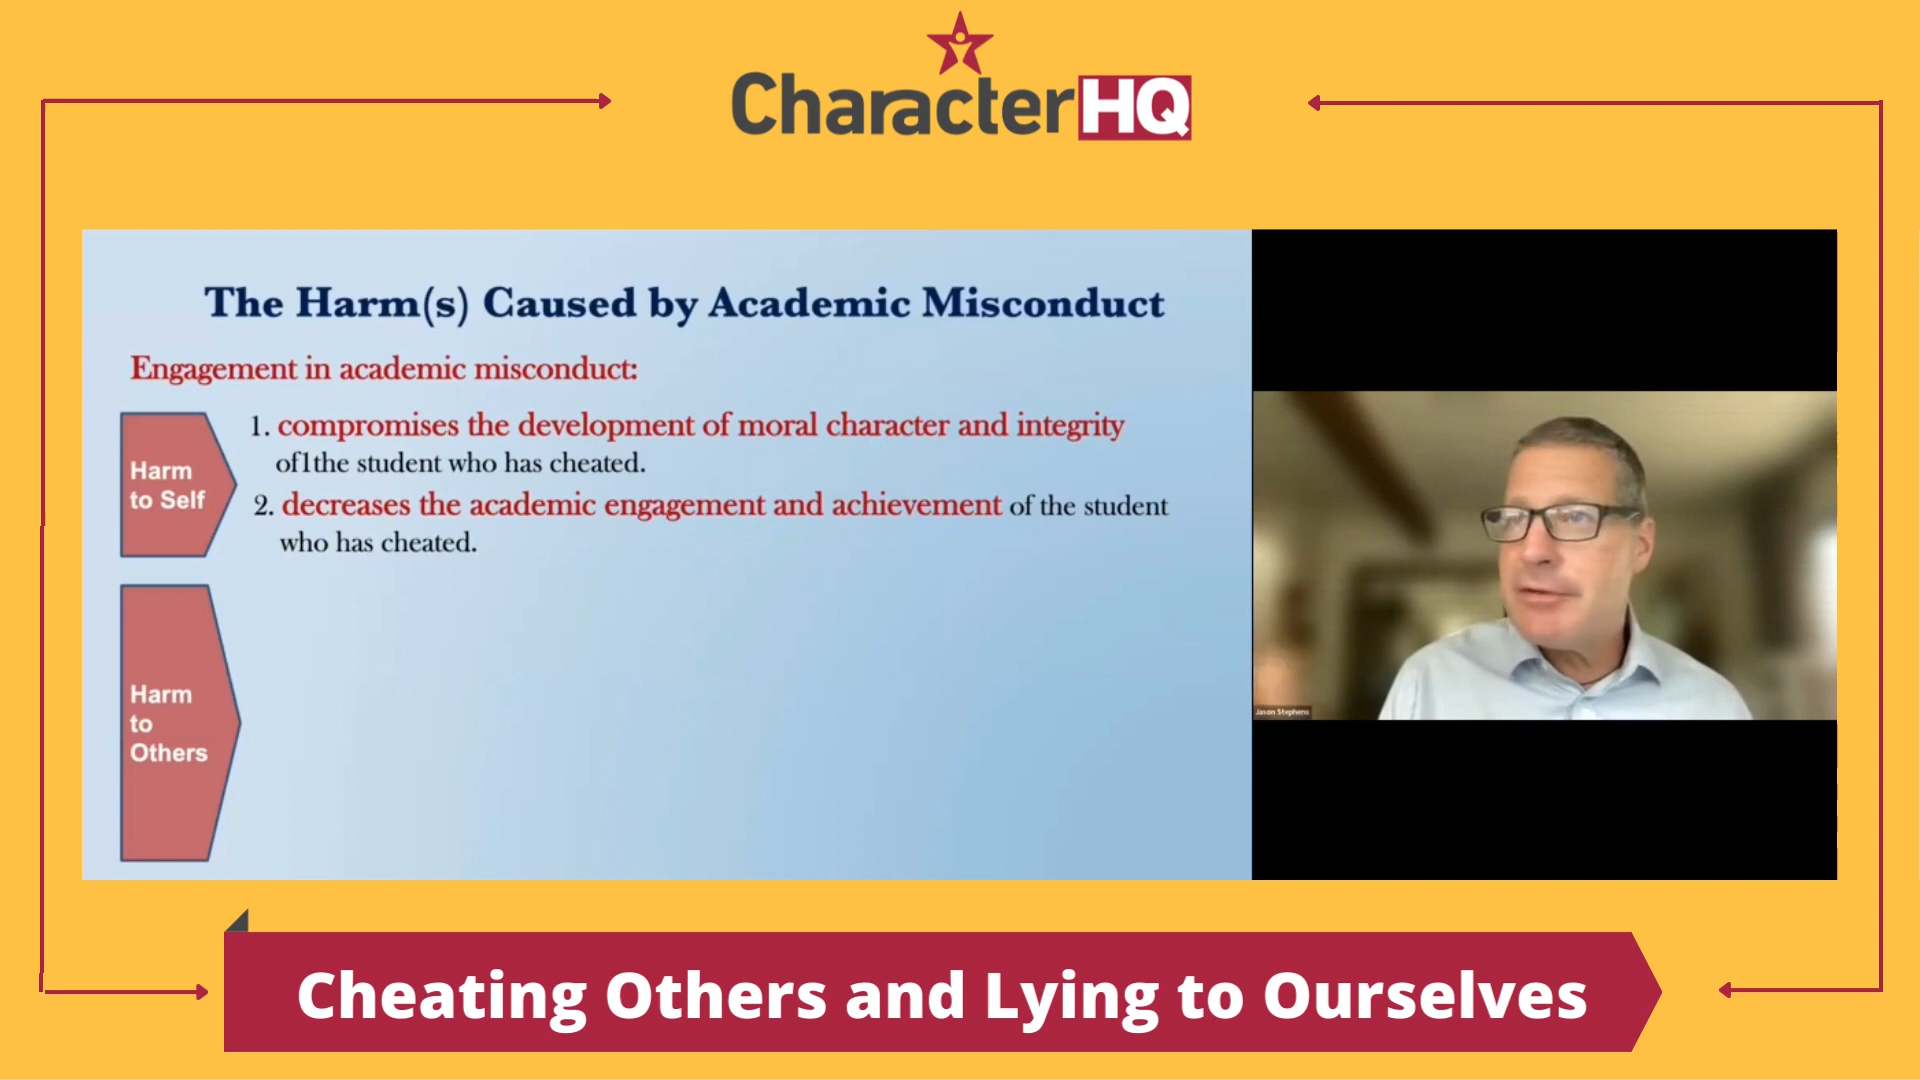 CharacterHQ
The Harm(s) Caused by Academic Misconduct
Engagement in academic misconduct:
Harm
to Self
1. compromises the development of moral character and integrity
of1the student who has cheated.
2. decreases the academic engagement and achievement of the student
who has cheated.
Harm
to
Others
Jason Stephens
Cheating Others and Lying to Ourselves